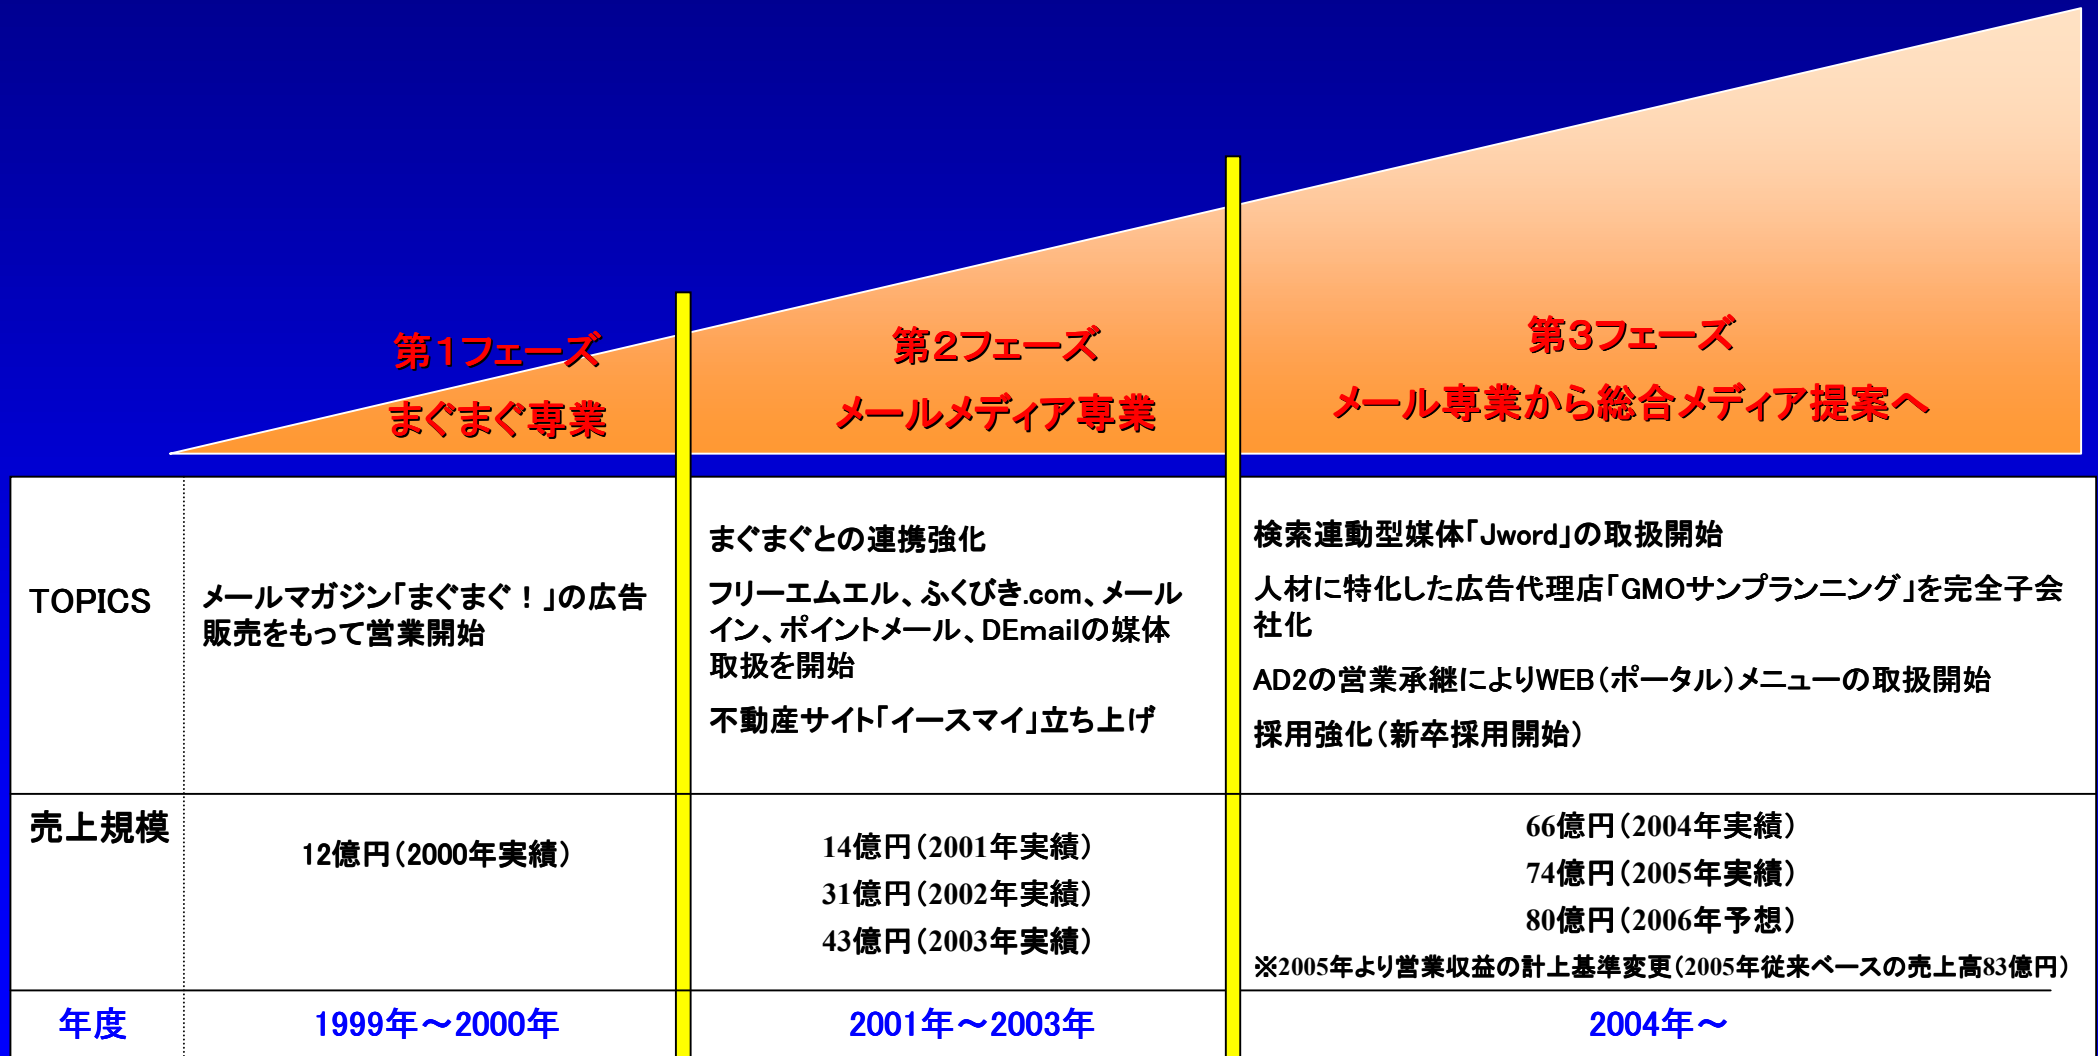 第１フェーズ
まぐまぐ専業
第２フェーズ
メールメディア専業
第３フェーズ
メール専業から総合メディア提案へ
TOPICS
メールマガジン「まぐまぐ！」の広告
販売をもって営業開始
まぐまぐとの連携強化
フリーエムエル、ふくびき.com、メール
イン、ポイントメール、DEmailの媒体
取扱を開始
不動産サイト「イースマイ」立ち上げ
検索連動型媒体「Jword」の取扱開始
人材に特化した広告代理店「GMOサンプランニング」を完全子会
社化
AD2の営業承継によりWEB（ポータル）メニューの取扱開始
採用強化（新卒採用開始）
売上規模
12億円（2000年実績）
14億円（2001年実績）
31億円（2002年実績）
43億円（2003年実績）
66億円（2004年実績）
74億円（2005年実績）
80億円（2006年予想）
※2005年より営業収益の計上基準変更（2005年従来ベースの売上高83億円）
年度
1999年～2000年
2001年～2003年
2004年～